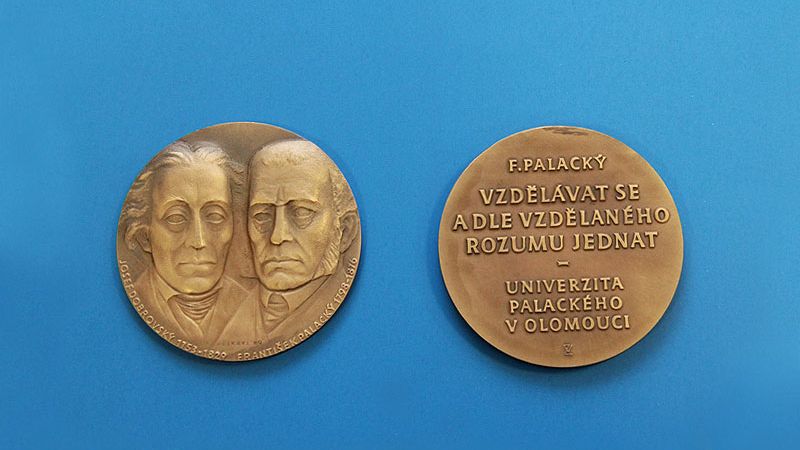 JOSEF DOBROVSKÝ 1753-1829 FRANTIŠEK PALACKÝ 1798-1876
F. PALACKÝ
VZDĚLÁVAT SE
A DLE VZDĚLANÉHO
ROZUMU JEDNAT
–
UNIVERZITA
PALACKÉHO
V OLOMOUCI